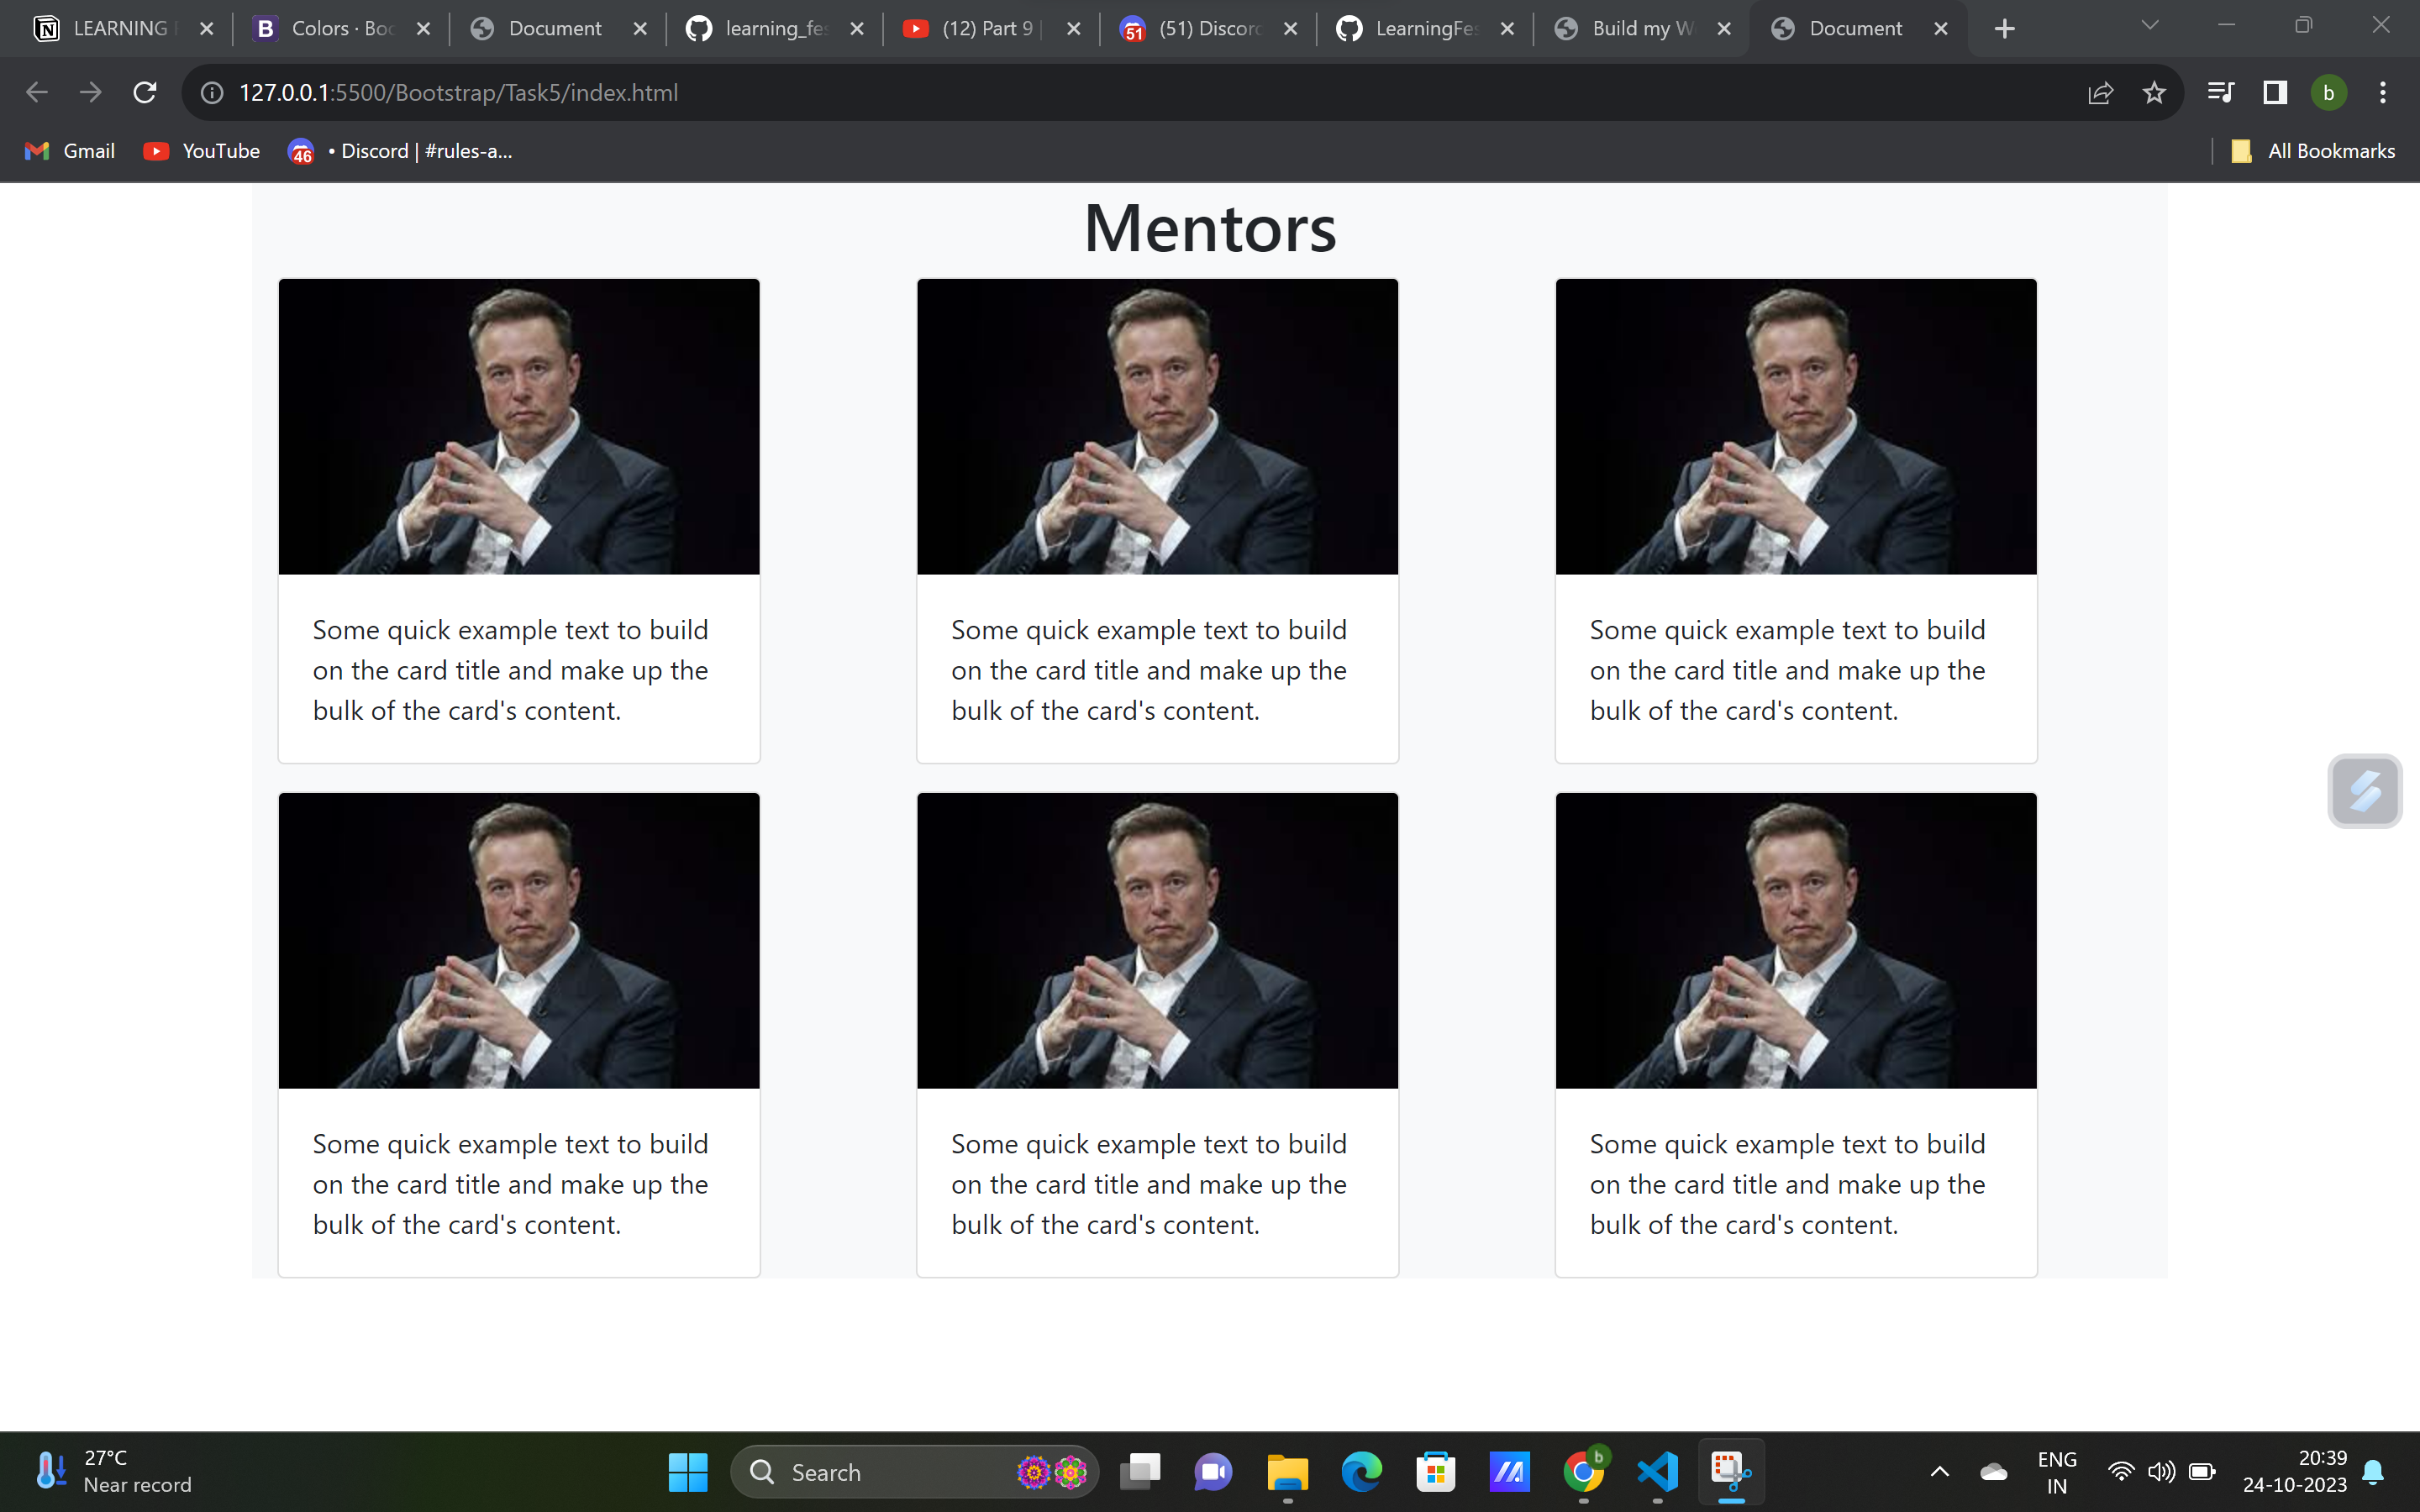 LEARNING
Colors · Boo
Document
learning_fes
(12) Part 9 |
51
(51) Discord
LearningFes
Build my W
Document
127.0.0.1:5500/Bootstrap/Task5/index.html
b
Gmail
YouTube
46
• Discord | #rules-a...
All Bookmarks
Mentors
Some quick example text to build
on the card title and make up the
bulk of the card's content.
Some quick example text to build
on the card title and make up the
bulk of the card's content.
Some quick example text to build
on the card title and make up the
bulk of the card's content.
Some quick example text to build
on the card title and make up the
bulk of the card's content.
Some quick example text to build
on the card title and make up the
bulk of the card's content.
Some quick example text to build
on the card title and make up the
bulk of the card's content.
27°C
Near record
Search
b
ENG
IN
20:39
24-10-2023